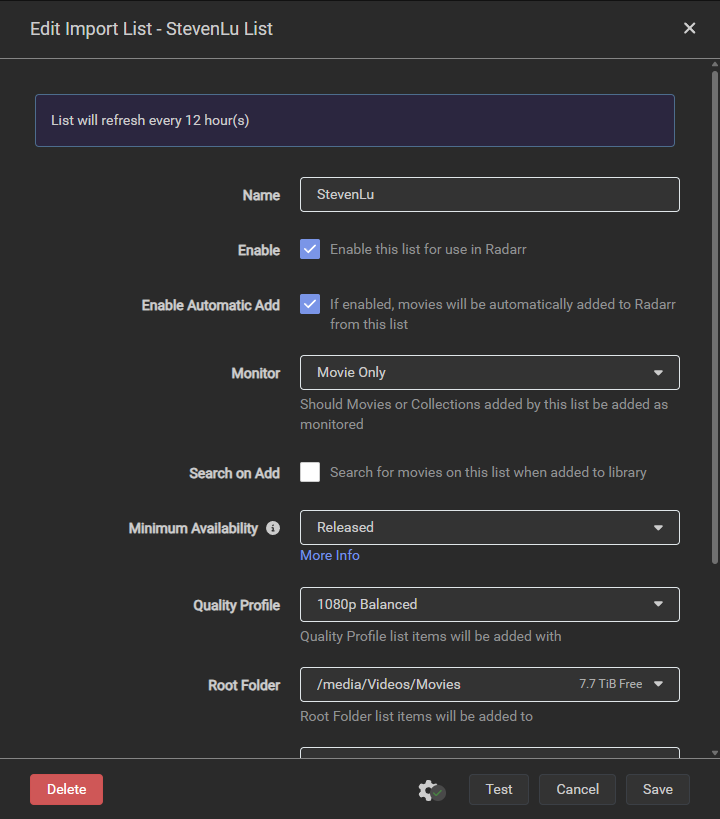 Edit Import List - StevenLu List
List will refresh every 12 hour(s)
Name
StevenLu
Enable
Enable this list for use in Radarr
Enable Automatic Add
If enabled, movies will be automatically added to Radarr
from this list
Monitor
Movie Only
Should Movies or Collections added by this list be added as
monitored
Search on Add
Search for movies on this list when added to library
Minimum Availability
Released
More Info
Quality Profile
1080p Balanced
Quality Profile list items will be added with
Root Folder
/media/Videos/Movies 7.7 TiB Free
Root Folder list items will be added to
Delete
Test
Cancel
Save